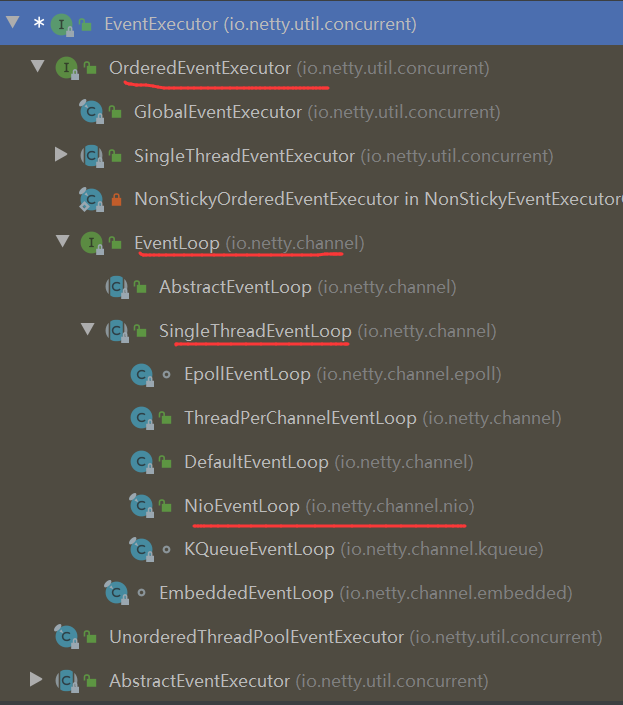 * EventExecutor (io.netty.util.concurrent)
OrderedEventExecutor (io.netty.util.concurrent)
GlobalEventExecutor (io.netty.util.concurrent)
SingleThreadEventExecutor (io.netty.util.concurrent)
NonStickyOrderedEventExecutor in NonStickyEventExecutor
EventLoop (io.netty.channel)
AbstractEventLoop (io.netty.channel)
SingleThreadEventLoop (io.netty.channel)
EpollEventLoop (io.netty.channel.epoll)
ThreadPerChannelEventLoop (io.netty.channel)
DefaultEventLoop (io.netty.channel)
NioEventLoop (io.netty.channel.nio)
KQueueEventLoop (io.netty.channel.kqueue)
EmbeddedEventLoop (io.netty.channel.embedded)
UnorderedThreadPoolEventExecutor (io.netty.util.concurrent)
AbstractEventExecutor (io.netty.util.concurrent)